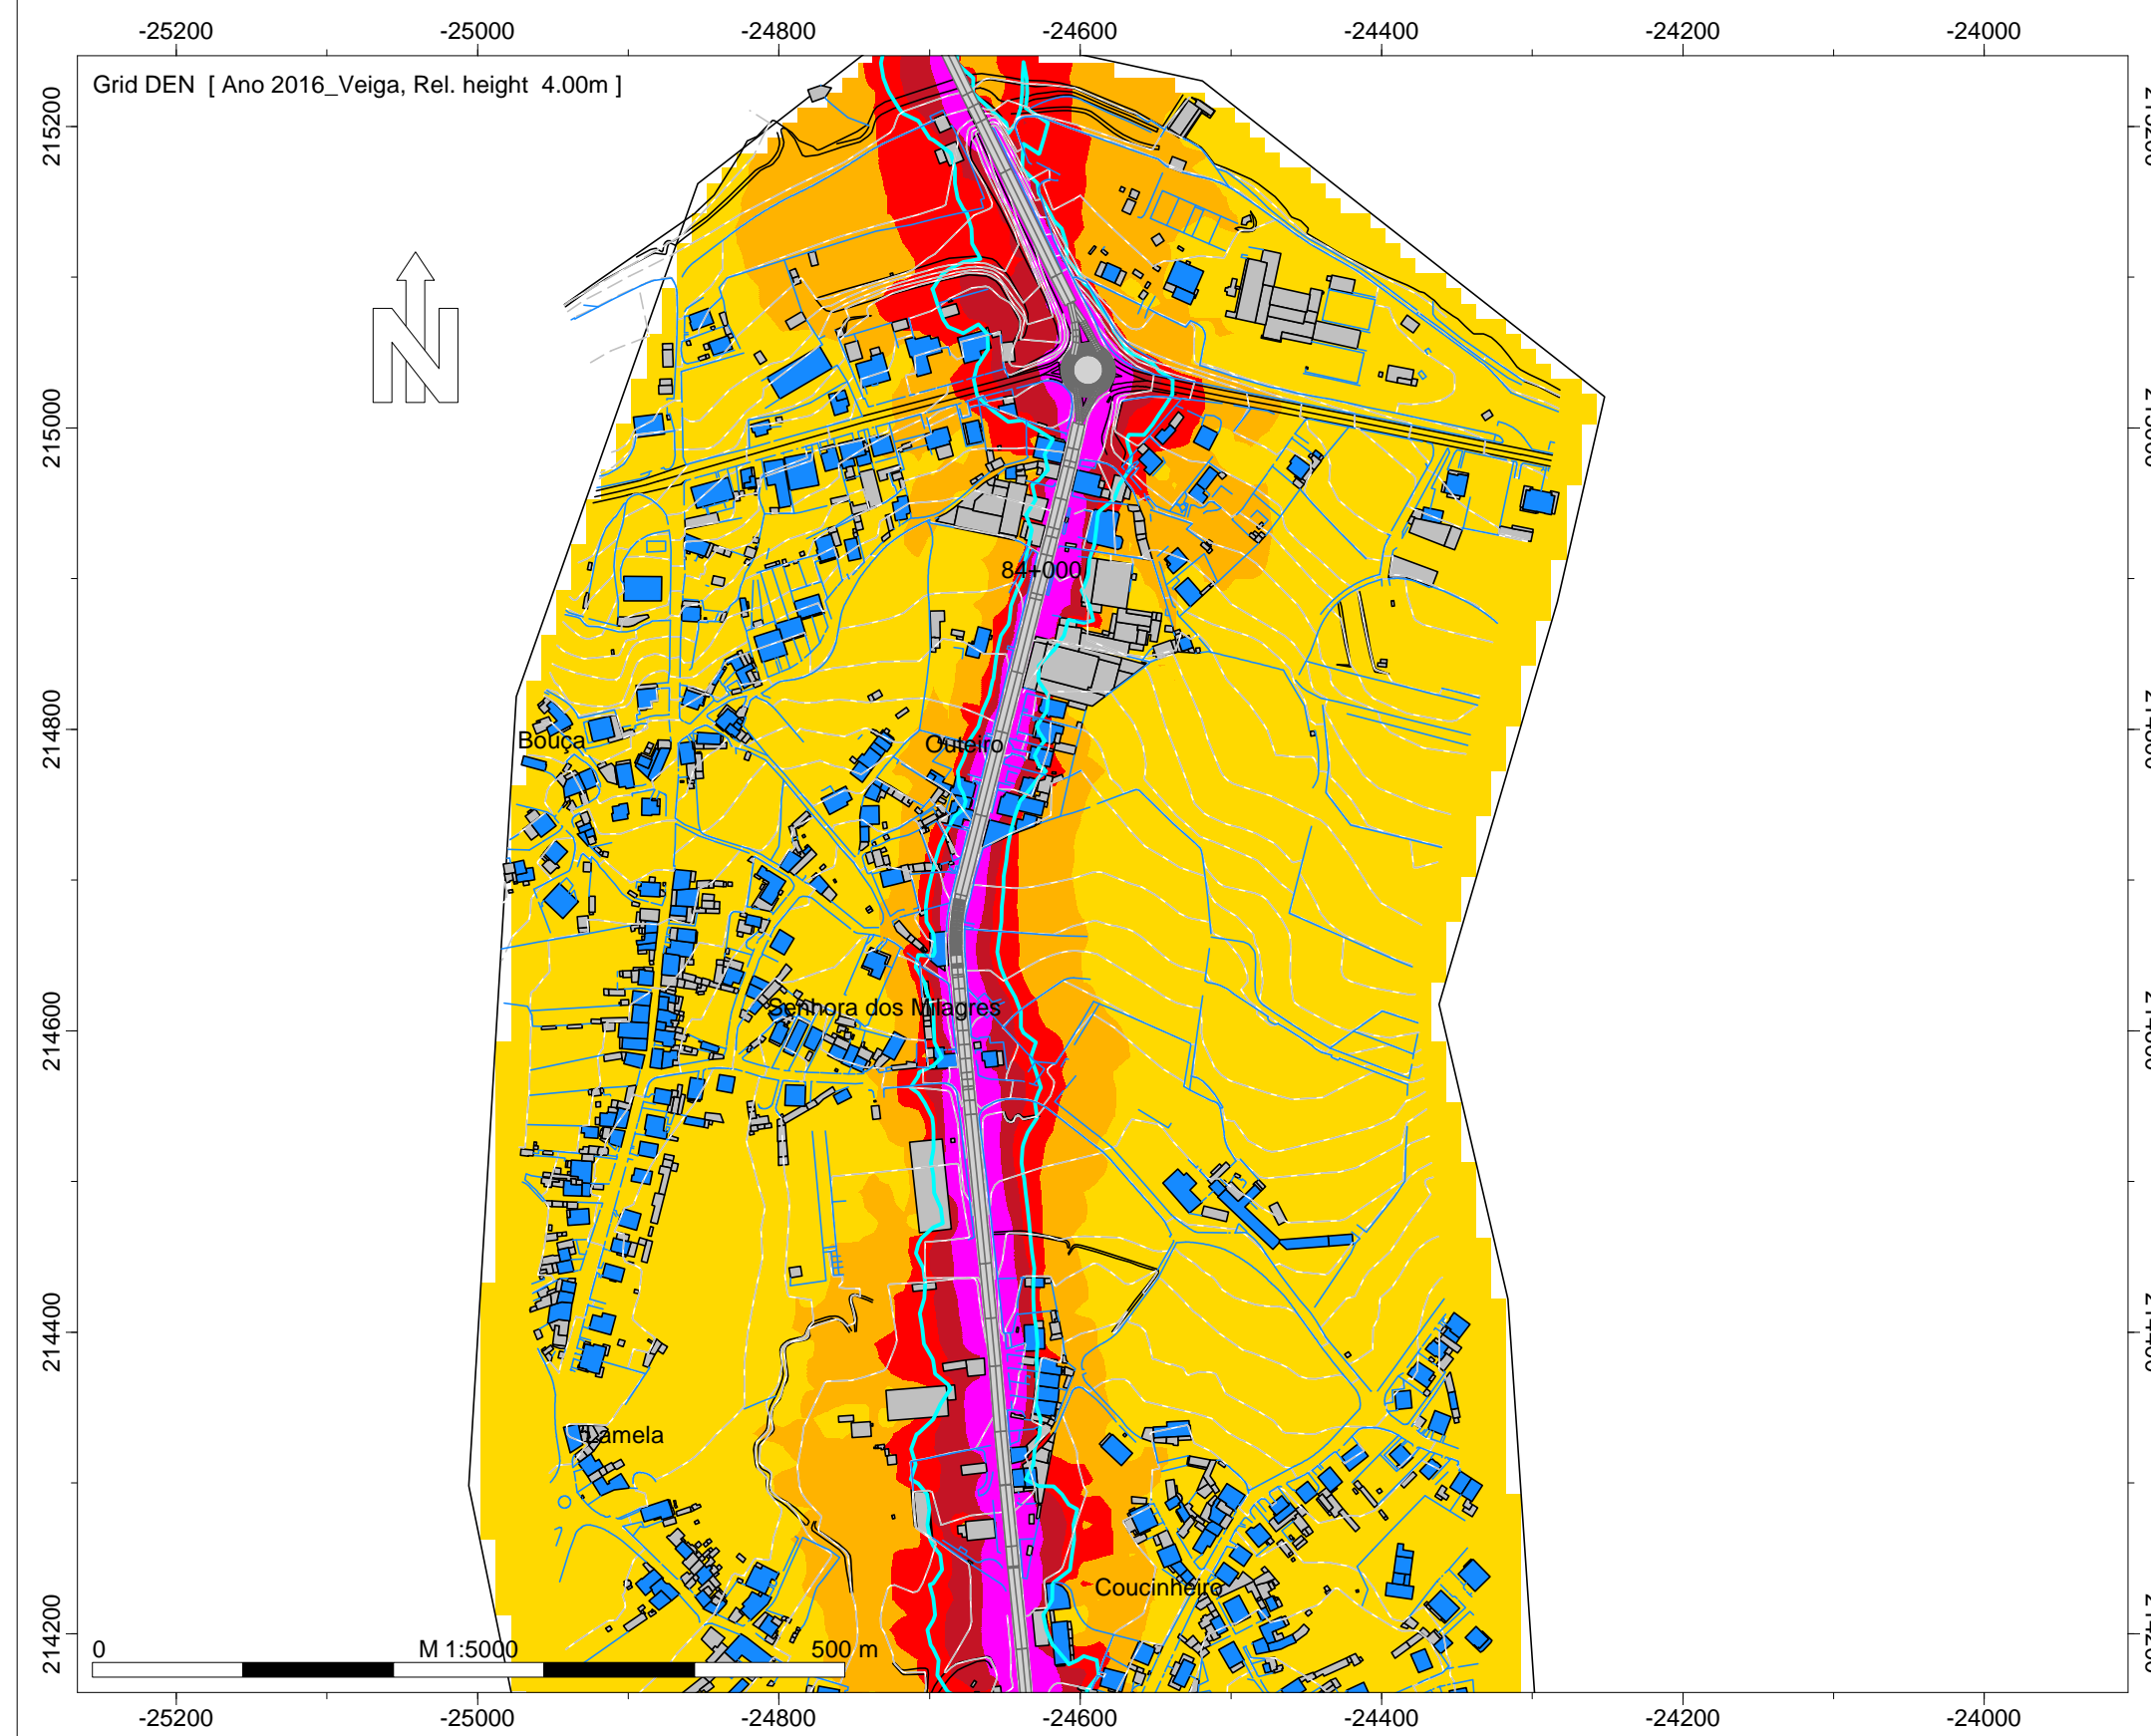 -25200 -25000 -24800 -24600 -24400 -24200 -24000
Grid DEN [ Ano 2016_Veiga, Rel. height 4.00m ]
215200
N
215000
84+000
214800
Bouça
Outeiro
Senhora dos Milagres
214600
214400
Lamela
Coucinheiro
214200
0 M 1:5000 500 m
-25200 -25000 -24800 -24600 -24400 -24200 -24000